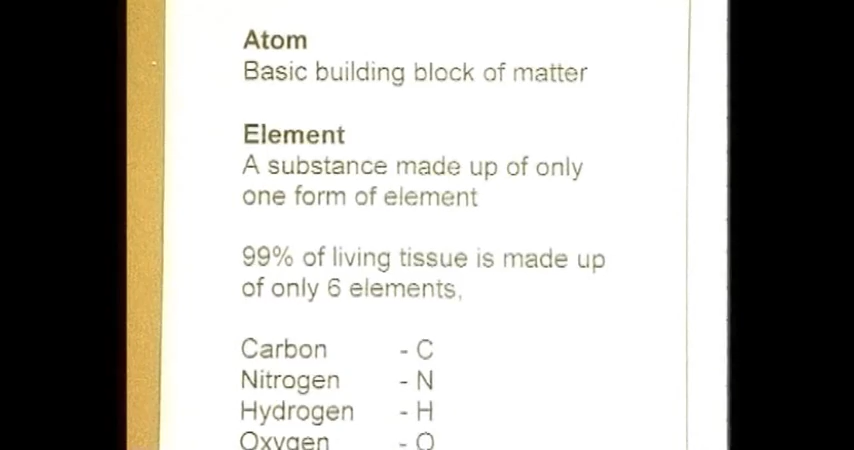 Atom
Basic building block of matter
Element
A substance made up of only
one form of element
99% of living tissue is made up
of only 6 elements,
Carbon - C
Nitrogen - N
Hydrogen - H
Oxygen - O